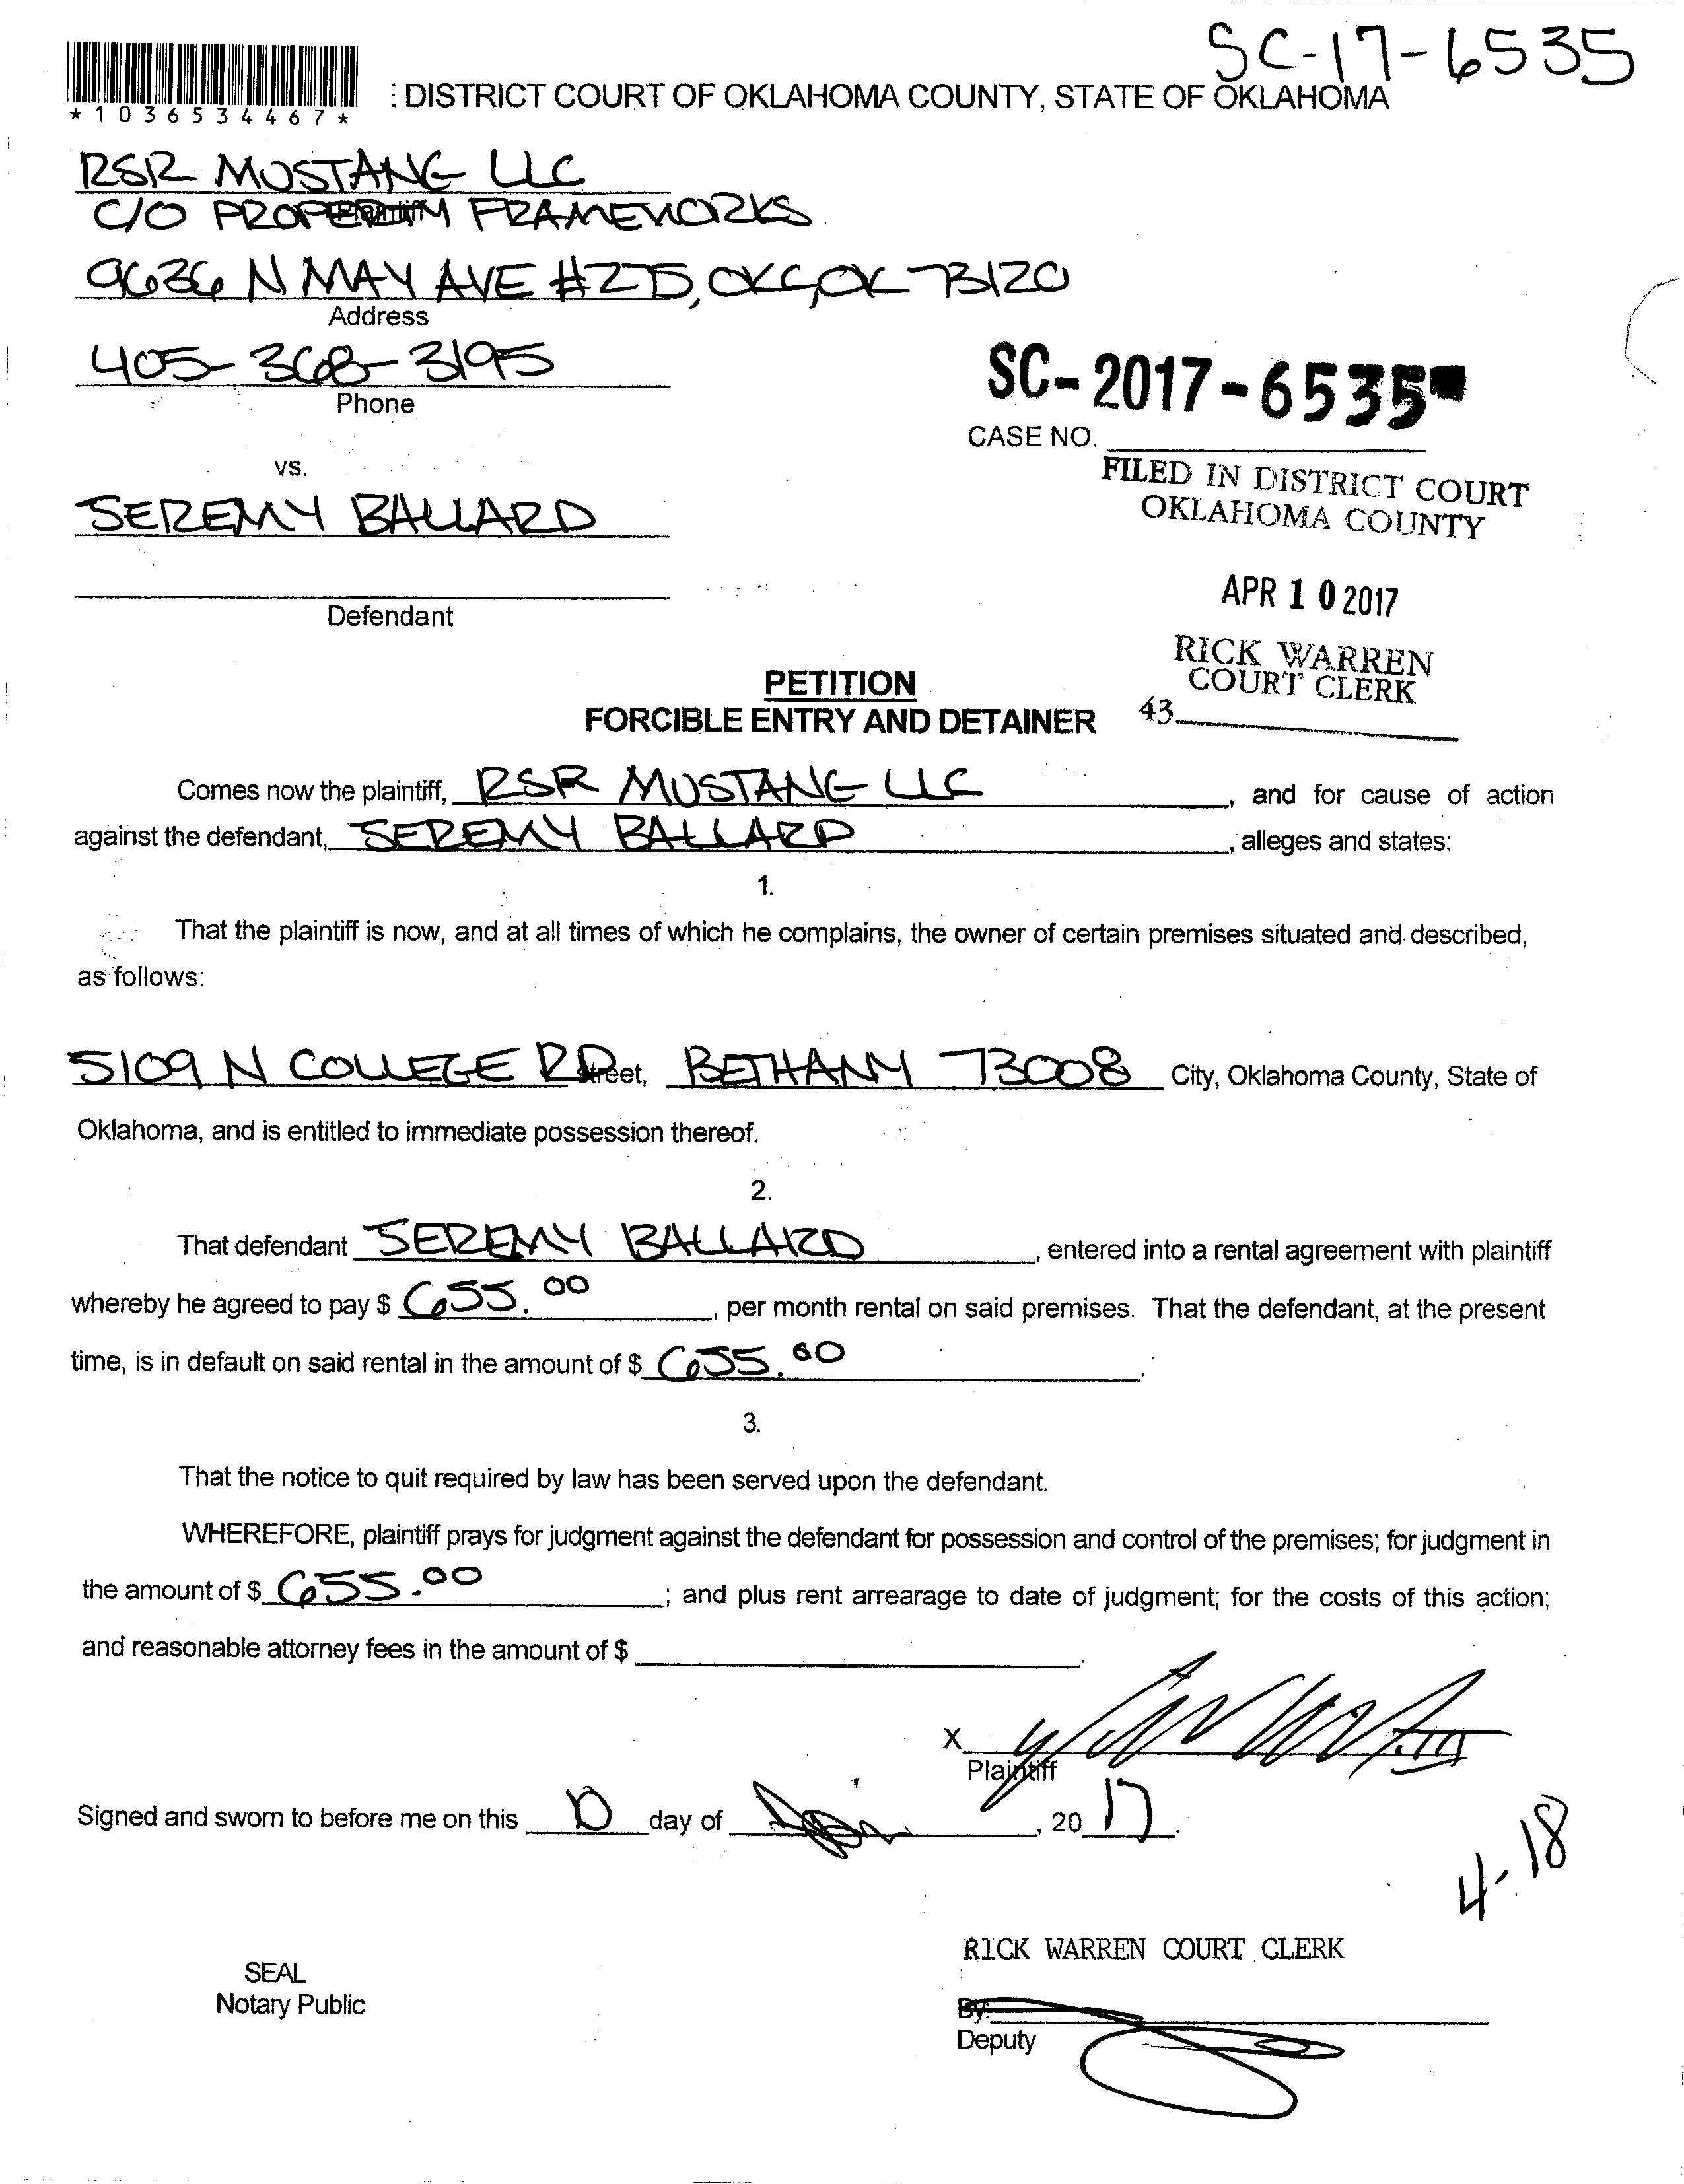 SC-17-6535
*1036534467*
: DISTRICT COURT OF OKLAHOMA COUNTY, STATE OF OKLAHOMA
RSR MUSTANG LLC
Plaintiff
C/O PROPERTY FRAMEWORKS
9636 N MAY AVE #275, OKC, OK 73120
Address
405-368-3195
Phone
SC-2017-6535
CASE NO.
vs.
FILED IN DISTRICT COURT
OKLAHOMA COUNTY
JEREMY BALLARD
APR 10 2017
Defendant
RICK WARREN
COURT CLERK
43
PETITION
FORCIBLE ENTRY AND DETAINER
Comes now the plaintiff, RSR MUSTANG LLC, and for cause of action
against the defendant, JEREMY BALLARD, alleges and states:
1.
That the plaintiff is now, and at all times of which he complains, the owner of certain premises situated and described,
as follows:
5109 N COLLEGE RD Street, BETHANY 73008 City, Oklahoma County, State of
Oklahoma, and is entitled to immediate possession thereof.
2.
That defendant JEREMY BALLARD, entered into a rental agreement with plaintiff
whereby he agreed to pay $ 655.00, per month rental on said premises. That the defendant, at the present
time, is in default on said rental in the amount of $ 655.00.
3.
That the notice to quit required by law has been served upon the defendant.
WHEREFORE, plaintiff prays for judgment against the defendant for possession and control of the premises; for judgment in
the amount of $ 655.00; and plus rent arrearage to date of judgment; for the costs of this action;
and reasonable attorney fees in the amount of $.
X
Plaintiff
Signed and sworn to before me on this 10 day of, 2017.
4-18
RICK WARREN COURT CLERK
SEAL
Notary Public
By:
Deputy